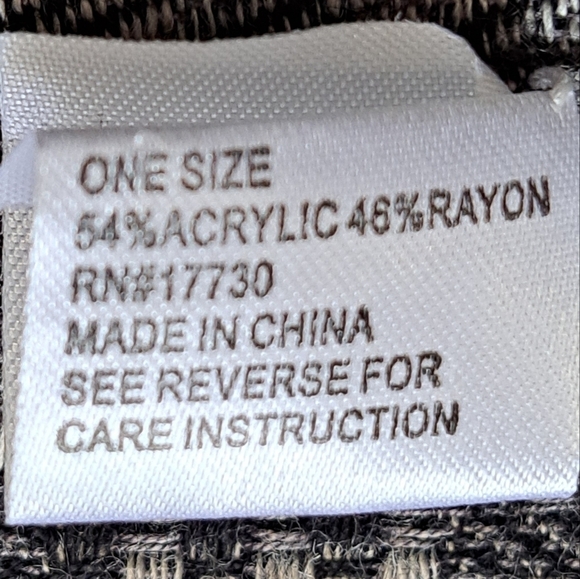 ONE SIZE
54%ACRYLIC 46%RAYON
RN#17730
MADE IN CHINA
SEE REVERSE FOR
CARE INSTRUCTION